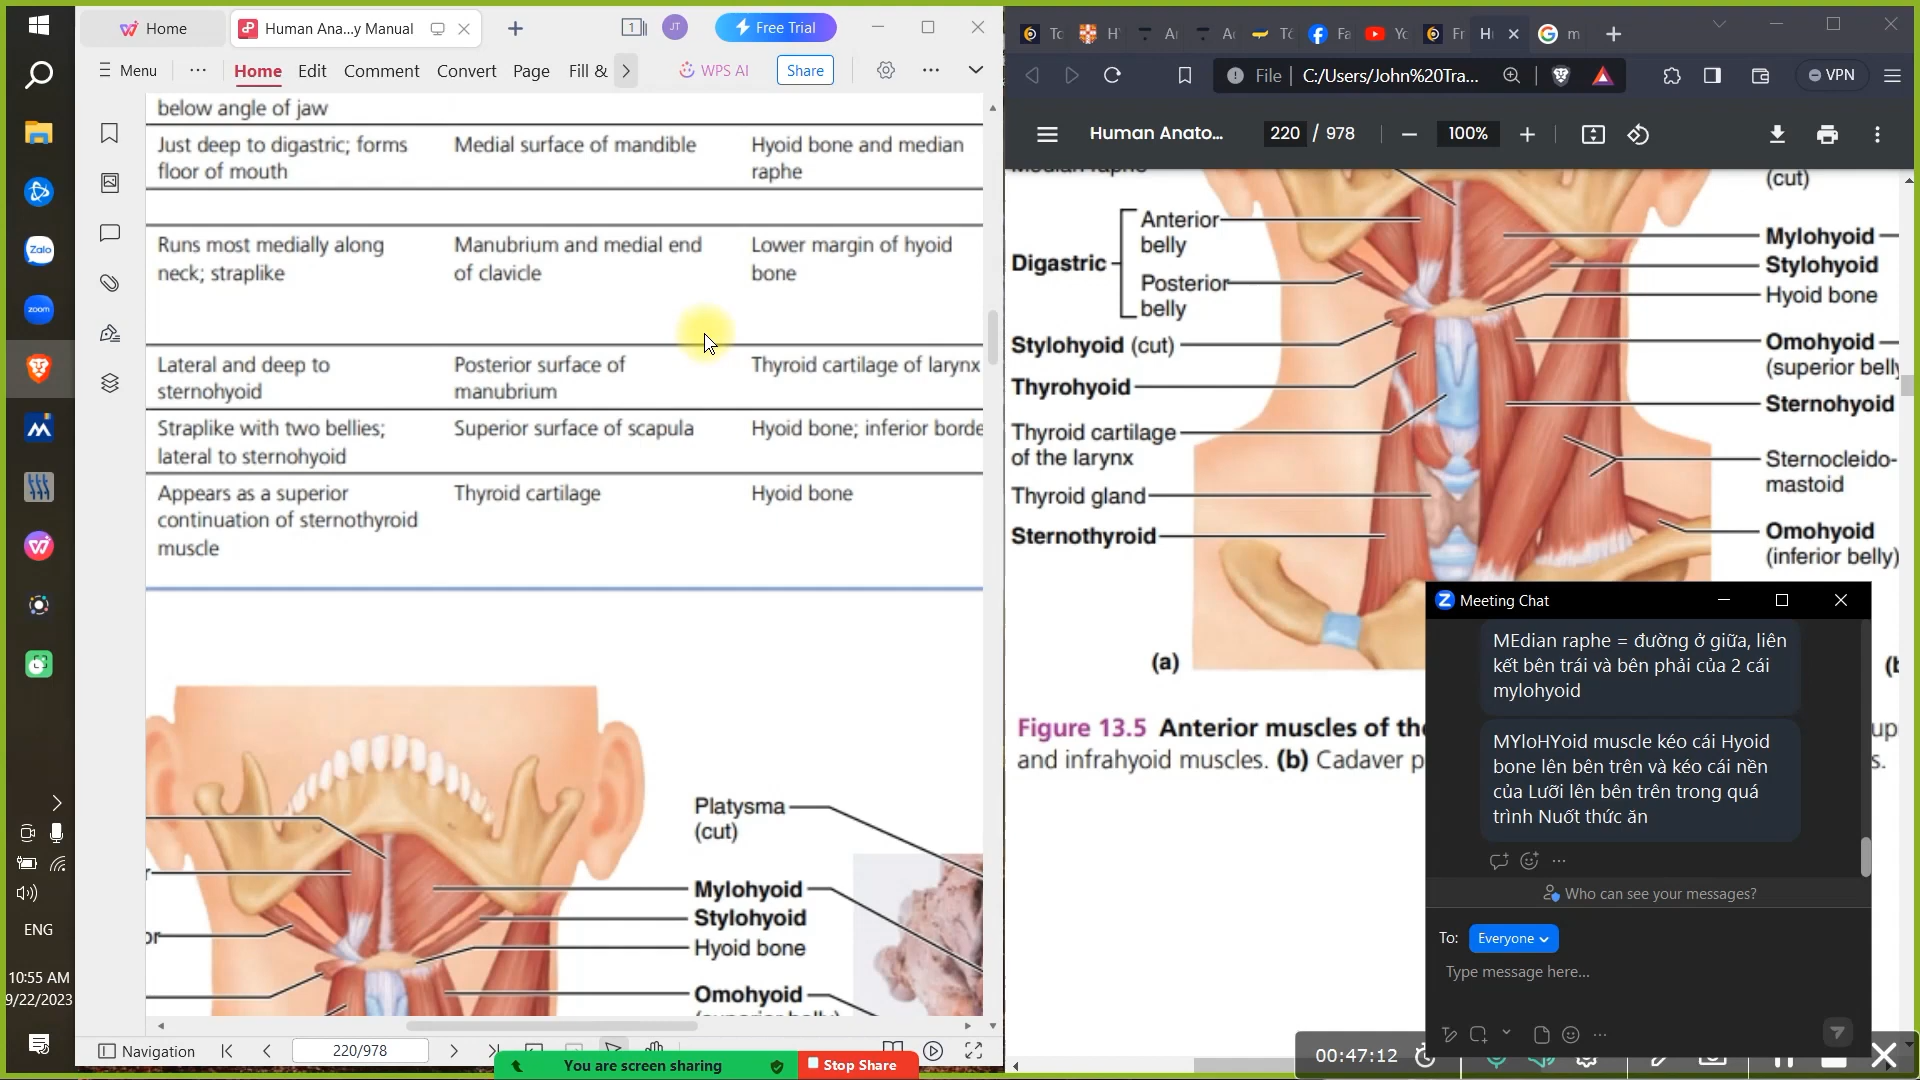 Home
Human Ana...y Manual
1
JT
Free Trial
Menu
Home
Edit
Comment
Convert
Page
Fill &
WPS AI
Share
below angle of jaw
Just deep to digastric; forms
floor of mouth
Medial surface of mandible
Hyoid bone and median
raphe
Runs most medially along
neck; straplike
Manubrium and medial end
of clavicle
Lower margin of hyoid
bone
Lateral and deep to
sternohyoid
Posterior surface of
manubrium
Thyroid cartilage of larynx
Straplike with two bellies;
lateral to sternohyoid
Superior surface of scapula
Hyoid bone; inferior borde
Appears as a superior
continuation of sternothyroid
muscle
Thyroid cartilage
Hyoid bone
Platysma
(cut)
Mylohyoid
Stylohyoid
Hyoid bone
Omohyoid
Navigation
220/978
You are screen sharing
Stop Share
Zalo
zoom
ENG
10:55 AM
9/22/2023
To
H
A
A
Tć
Fa
Yc
Fr
H
m
File
C:/Users/John%20Tra...
VPN
Human Anato...
220 / 978
100%
(cut)
Digastric
Anterior
belly
Posterior
belly
Stylohyoid (cut)
Thyrohyoid
Thyroid cartilage
of the larynx
Thyroid gland
Sternothyroid
Mylohyoid
Stylohyoid
Hyoid bone
Omohyoid
(superior belly
Sternohyoid
Sternocleido-
mastoid
Omohyoid
(inferior belly)
(a)
(b
Figure 13.5 Anterior muscles of the
and infrahyoid muscles. (b) Cadaver p
up
s.
Meeting Chat
MEdian raphe = đường ở giữa, liên
kết bên trái và bên phải của 2 cái
mylohyoid
MYloHYoid muscle kéo cái Hyoid
bone lên bên trên và kéo cái nền
của Lưỡi lên bên trên trong quá
trình Nuốt thức ăn
Who can see your messages?
To: Everyone
Type message here...
00:47:12